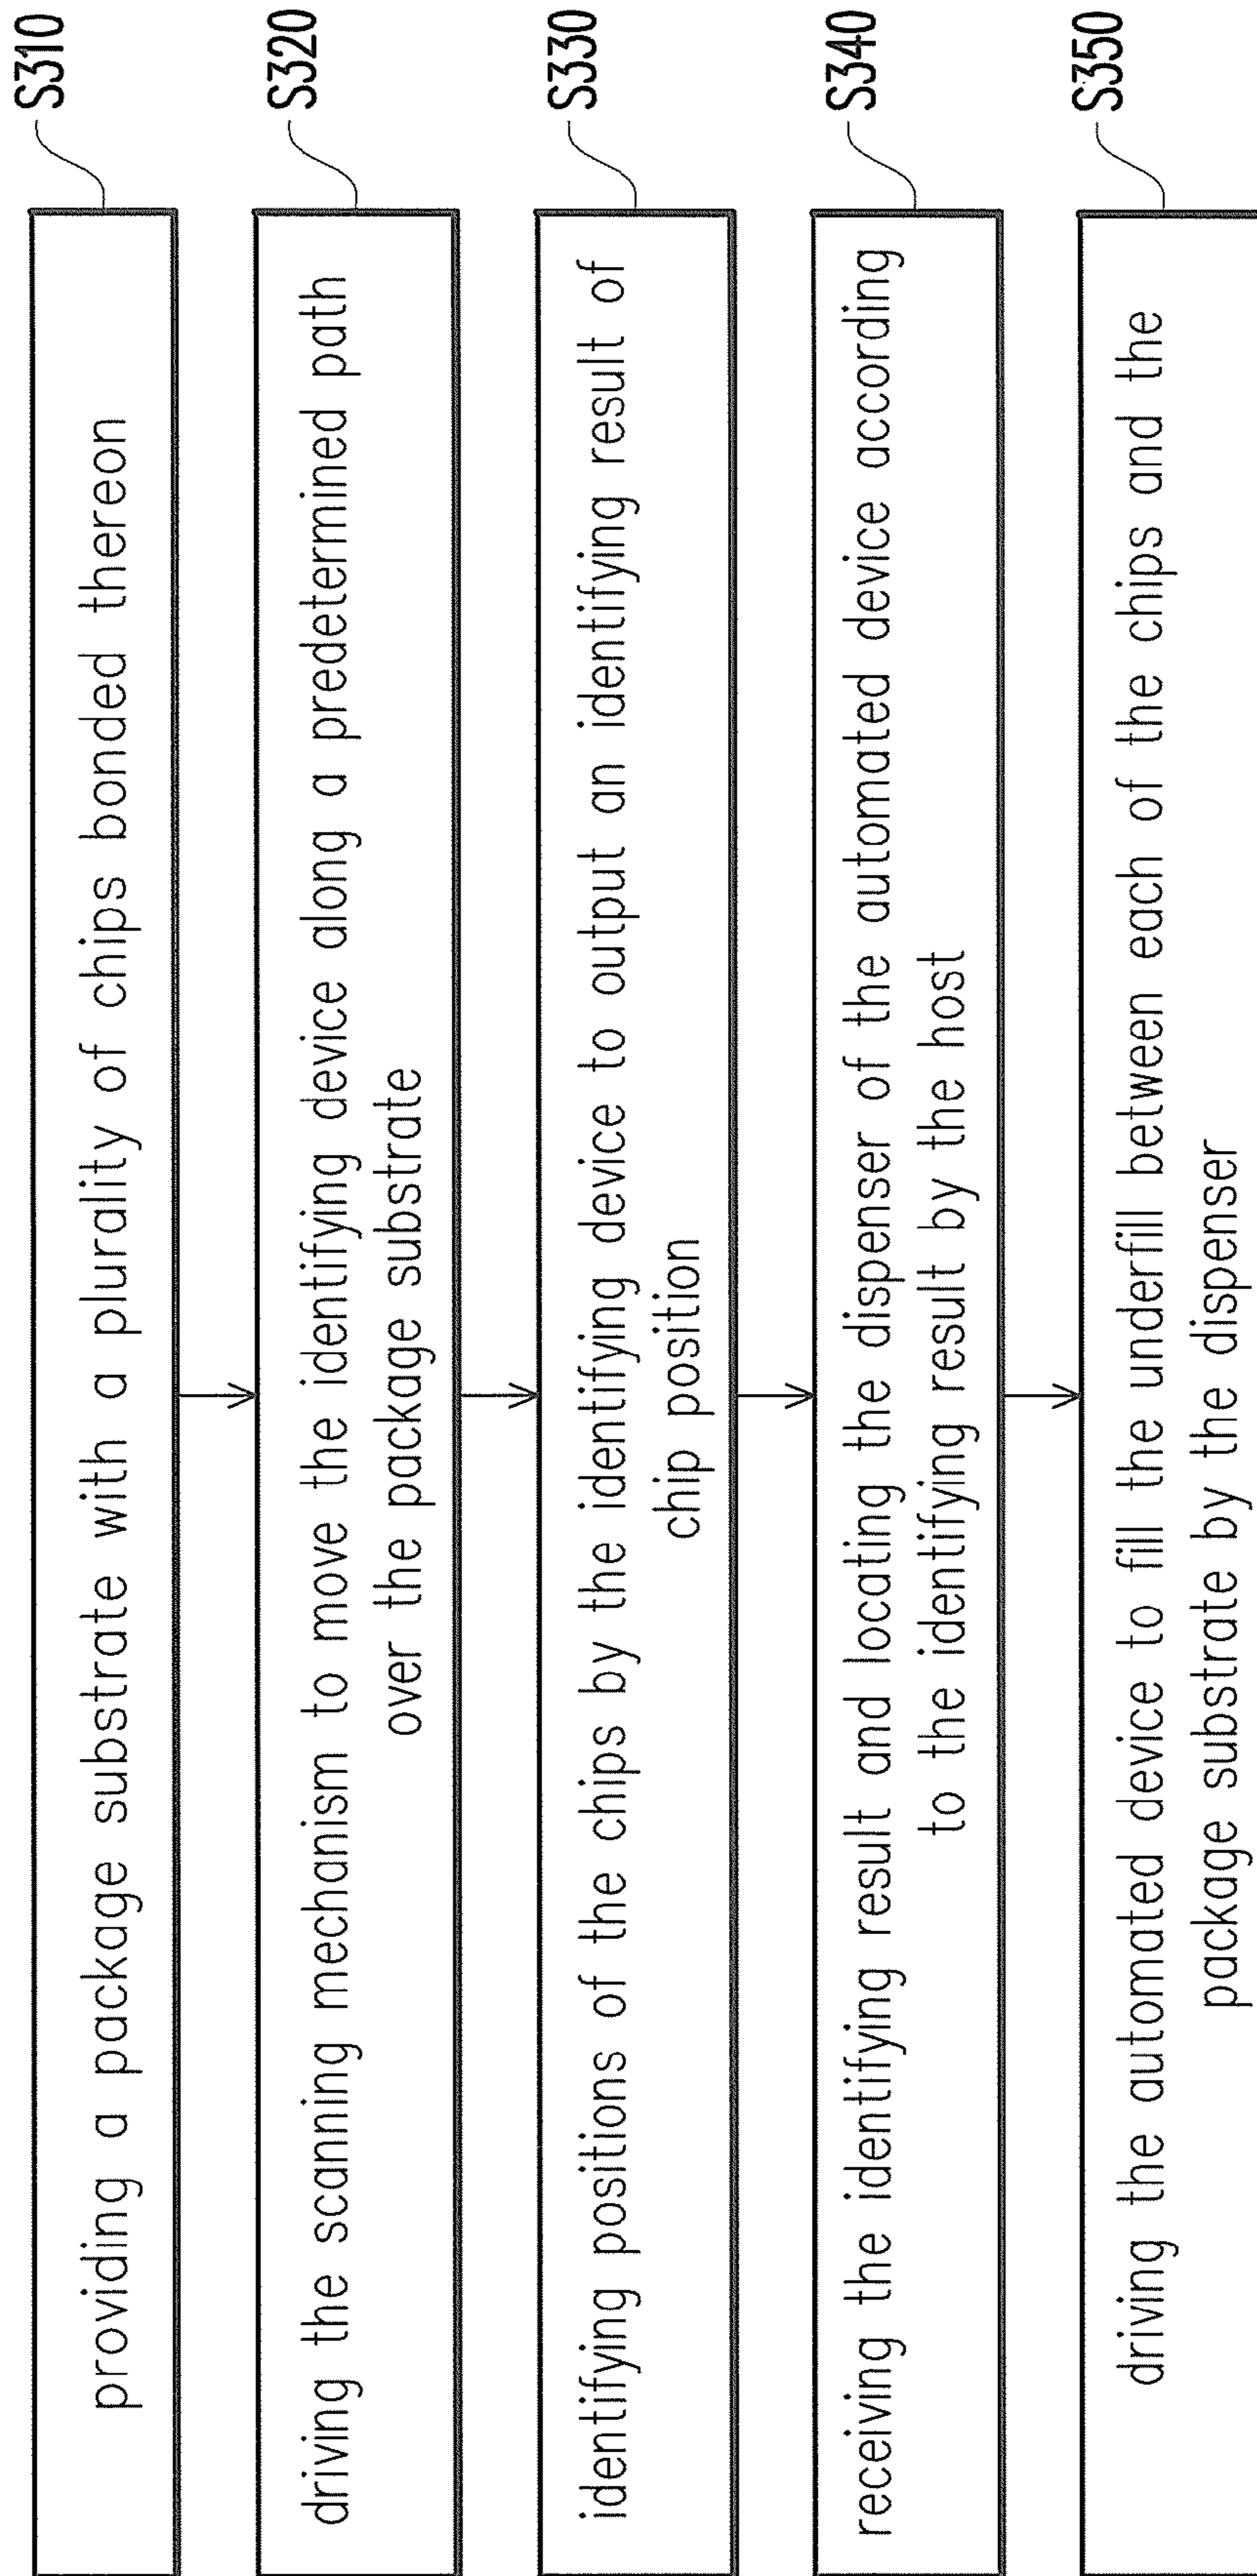 providing a package substrate with a plurality of chips bonded thereon
S310
driving the scanning mechanism to move the identifying device along a predetermined path
over the package substrate
S320
identifying positions of the chips by the identifying device to output an identifying result of
chip position
S330
receiving the identifying result and locating the dispenser of the automated device according
to the identifying result by the host
S340
driving the automated device to fill the underfill between each of the chips and the
package substrate by the dispenser
S350